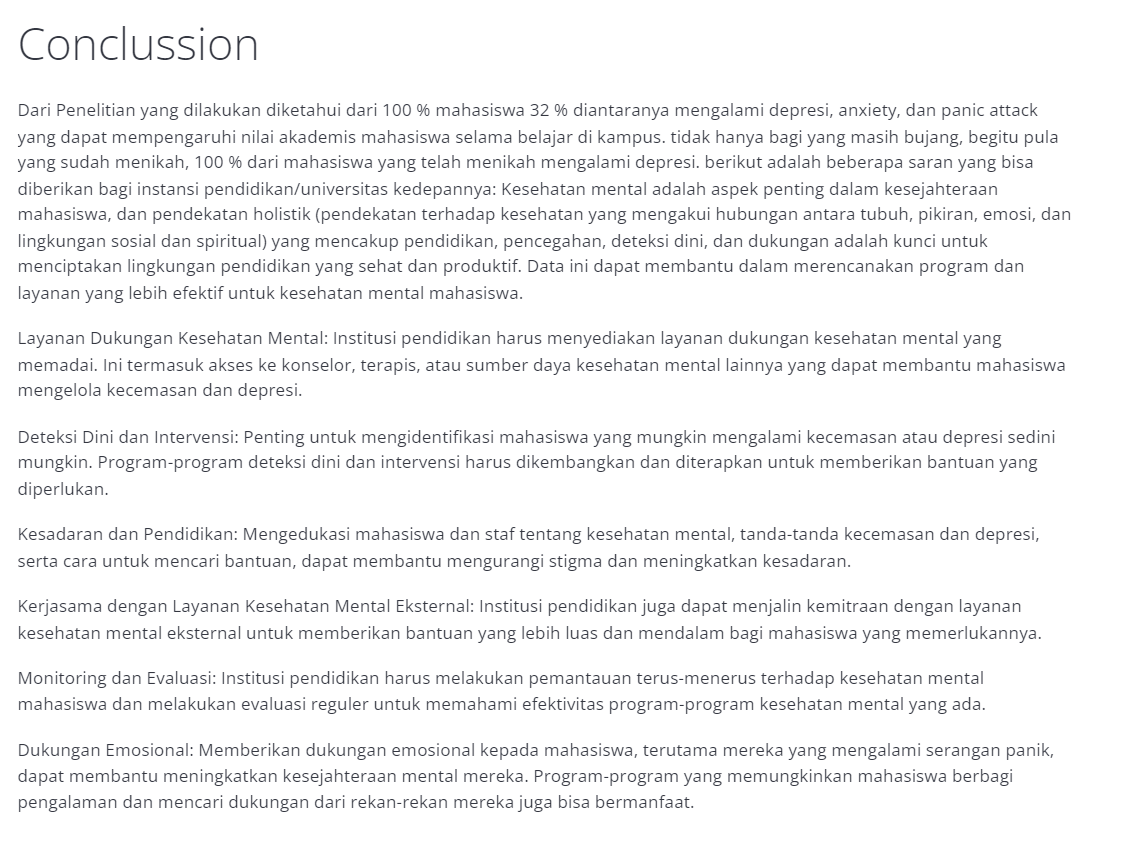 Conclussion
Dari Penelitian yang dilakukan diketahui dari 100 % mahasiswa 32 % diantaranya mengalami depresi, anxiety, dan panic attack
yang dapat mempengaruhi nilai akademis mahasiswa selama belajar di kampus. tidak hanya bagi yang masih bujang, begitu pula
yang sudah menikah, 100 % dari mahasiswa yang telah menikah mengalami depresi. berikut adalah beberapa saran yang bisa
diberikan bagi instansi pendidikan/universitas kedepannya: Kesehatan mental adalah aspek penting dalam kesejahteraan
mahasiswa, dan pendekatan holistik (pendekatan terhadap kesehatan yang mengakui hubungan antara tubuh, pikiran, emosi, dan
lingkungan sosial dan spiritual) yang mencakup pendidikan, pencegahan, deteksi dini, dan dukungan adalah kunci untuk
menciptakan lingkungan pendidikan yang sehat dan produktif. Data ini dapat membantu dalam merencanakan program dan
layanan yang lebih efektif untuk kesehatan mental mahasiswa.
Layanan Dukungan Kesehatan Mental: Institusi pendidikan harus menyediakan layanan dukungan kesehatan mental yang
memadai. Ini termasuk akses ke konselor, terapis, atau sumber daya kesehatan mental lainnya yang dapat membantu mahasiswa
mengelola kecemasan dan depresi.
Deteksi Dini dan Intervensi: Penting untuk mengidentifikasi mahasiswa yang mungkin mengalami kecemasan atau depresi sedini
mungkin. Program-program deteksi dini dan intervensi harus dikembangkan dan diterapkan untuk memberikan bantuan yang
diperlukan.
Kesadaran dan Pendidikan: Mengedukasi mahasiswa dan staf tentang kesehatan mental, tanda-tanda kecemasan dan depresi,
serta cara untuk mencari bantuan, dapat membantu mengurangi stigma dan meningkatkan kesadaran.
Kerjasama dengan Layanan Kesehatan Mental Eksternal: Institusi pendidikan juga dapat menjalin kemitraan dengan layanan
kesehatan mental eksternal untuk memberikan bantuan yang lebih luas dan mendalam bagi mahasiswa yang memerlukannya.
Monitoring dan Evaluasi: Institusi pendidikan harus melakukan pemantauan terus-menerus terhadap kesehatan mental
mahasiswa dan melakukan evaluasi reguler untuk memahami efektivitas program-program kesehatan mental yang ada.
Dukungan Emosional: Memberikan dukungan emosional kepada mahasiswa, terutama mereka yang mengalami serangan panik,
dapat membantu meningkatkan kesejahteraan mental mereka. Program-program yang memungkinkan mahasiswa berbagi
pengalaman dan mencari dukungan dari rekan-rekan mereka juga bisa bermanfaat.